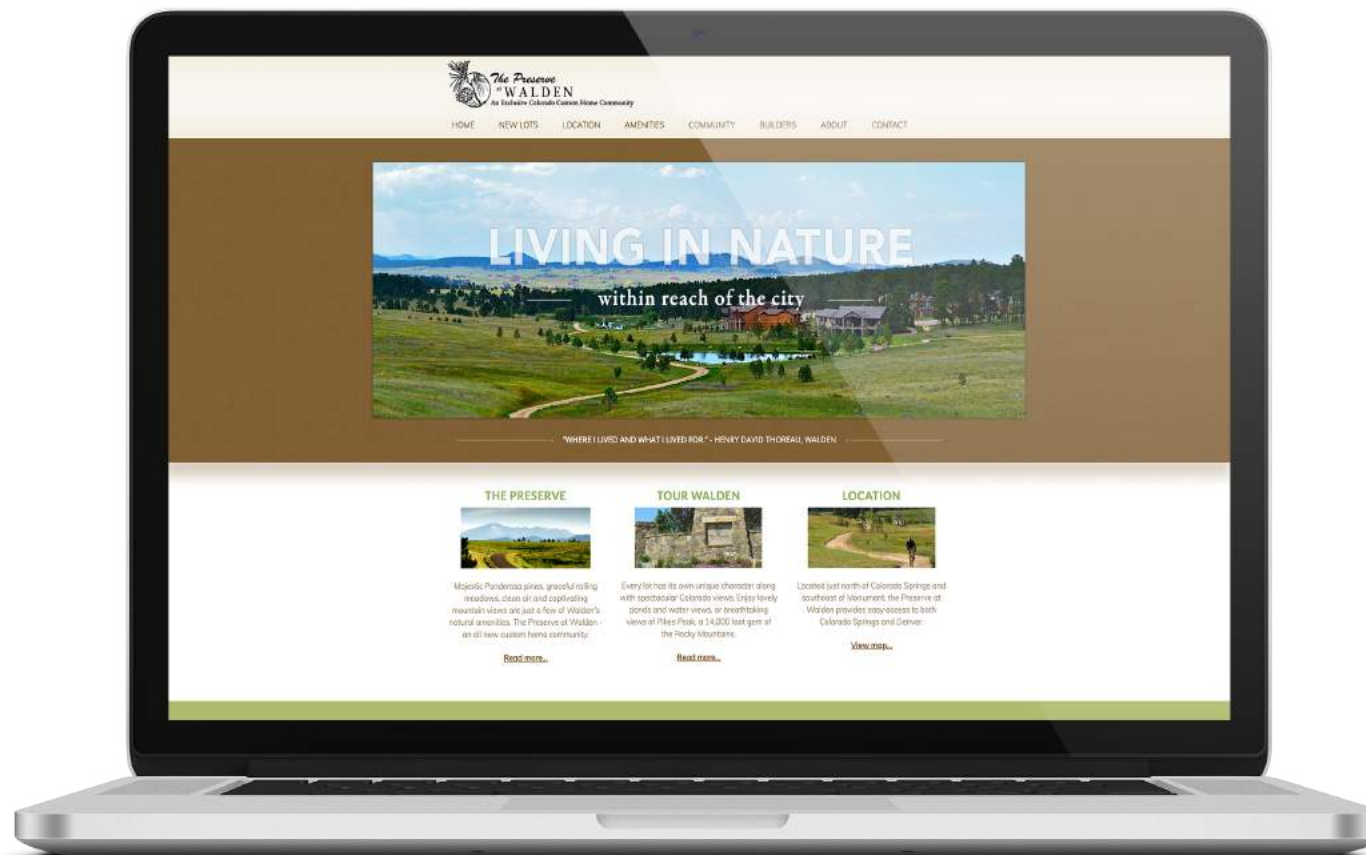 The Preserve
at WALDEN
An Exclusive Colorado Custom Home Community
HOME NEW LOTS LOCATION AMENITIES COMMUNITY BUILDERS ABOUT CONTACT
LIVING IN NATURE
within reach of the city
"WHERE I LIVED AND WHAT I LIVED FOR." - HENRY DAVID THOREAU, WALDEN
THE PRESERVE
Majestic Ponderosa pines, graceful rolling
meadows, clean air and captivating
mountain views are just a few of Walden's
natural amenities. The Preserve at Walden -
an all new custom home community.
Read more...
TOUR WALDEN
Every lot has its own unique character along
with spectacular Colorado views. Enjoy lovely
ponds and water views, or breathtaking
views of Pikes Peak, a 14,000 foot gem of
the Rocky Mountains.
Read more...
LOCATION
Located just north of Colorado Springs and
southeast of Monument, the Preserve at
Walden provides easy access to both
Colorado Springs and Denver.
View map...